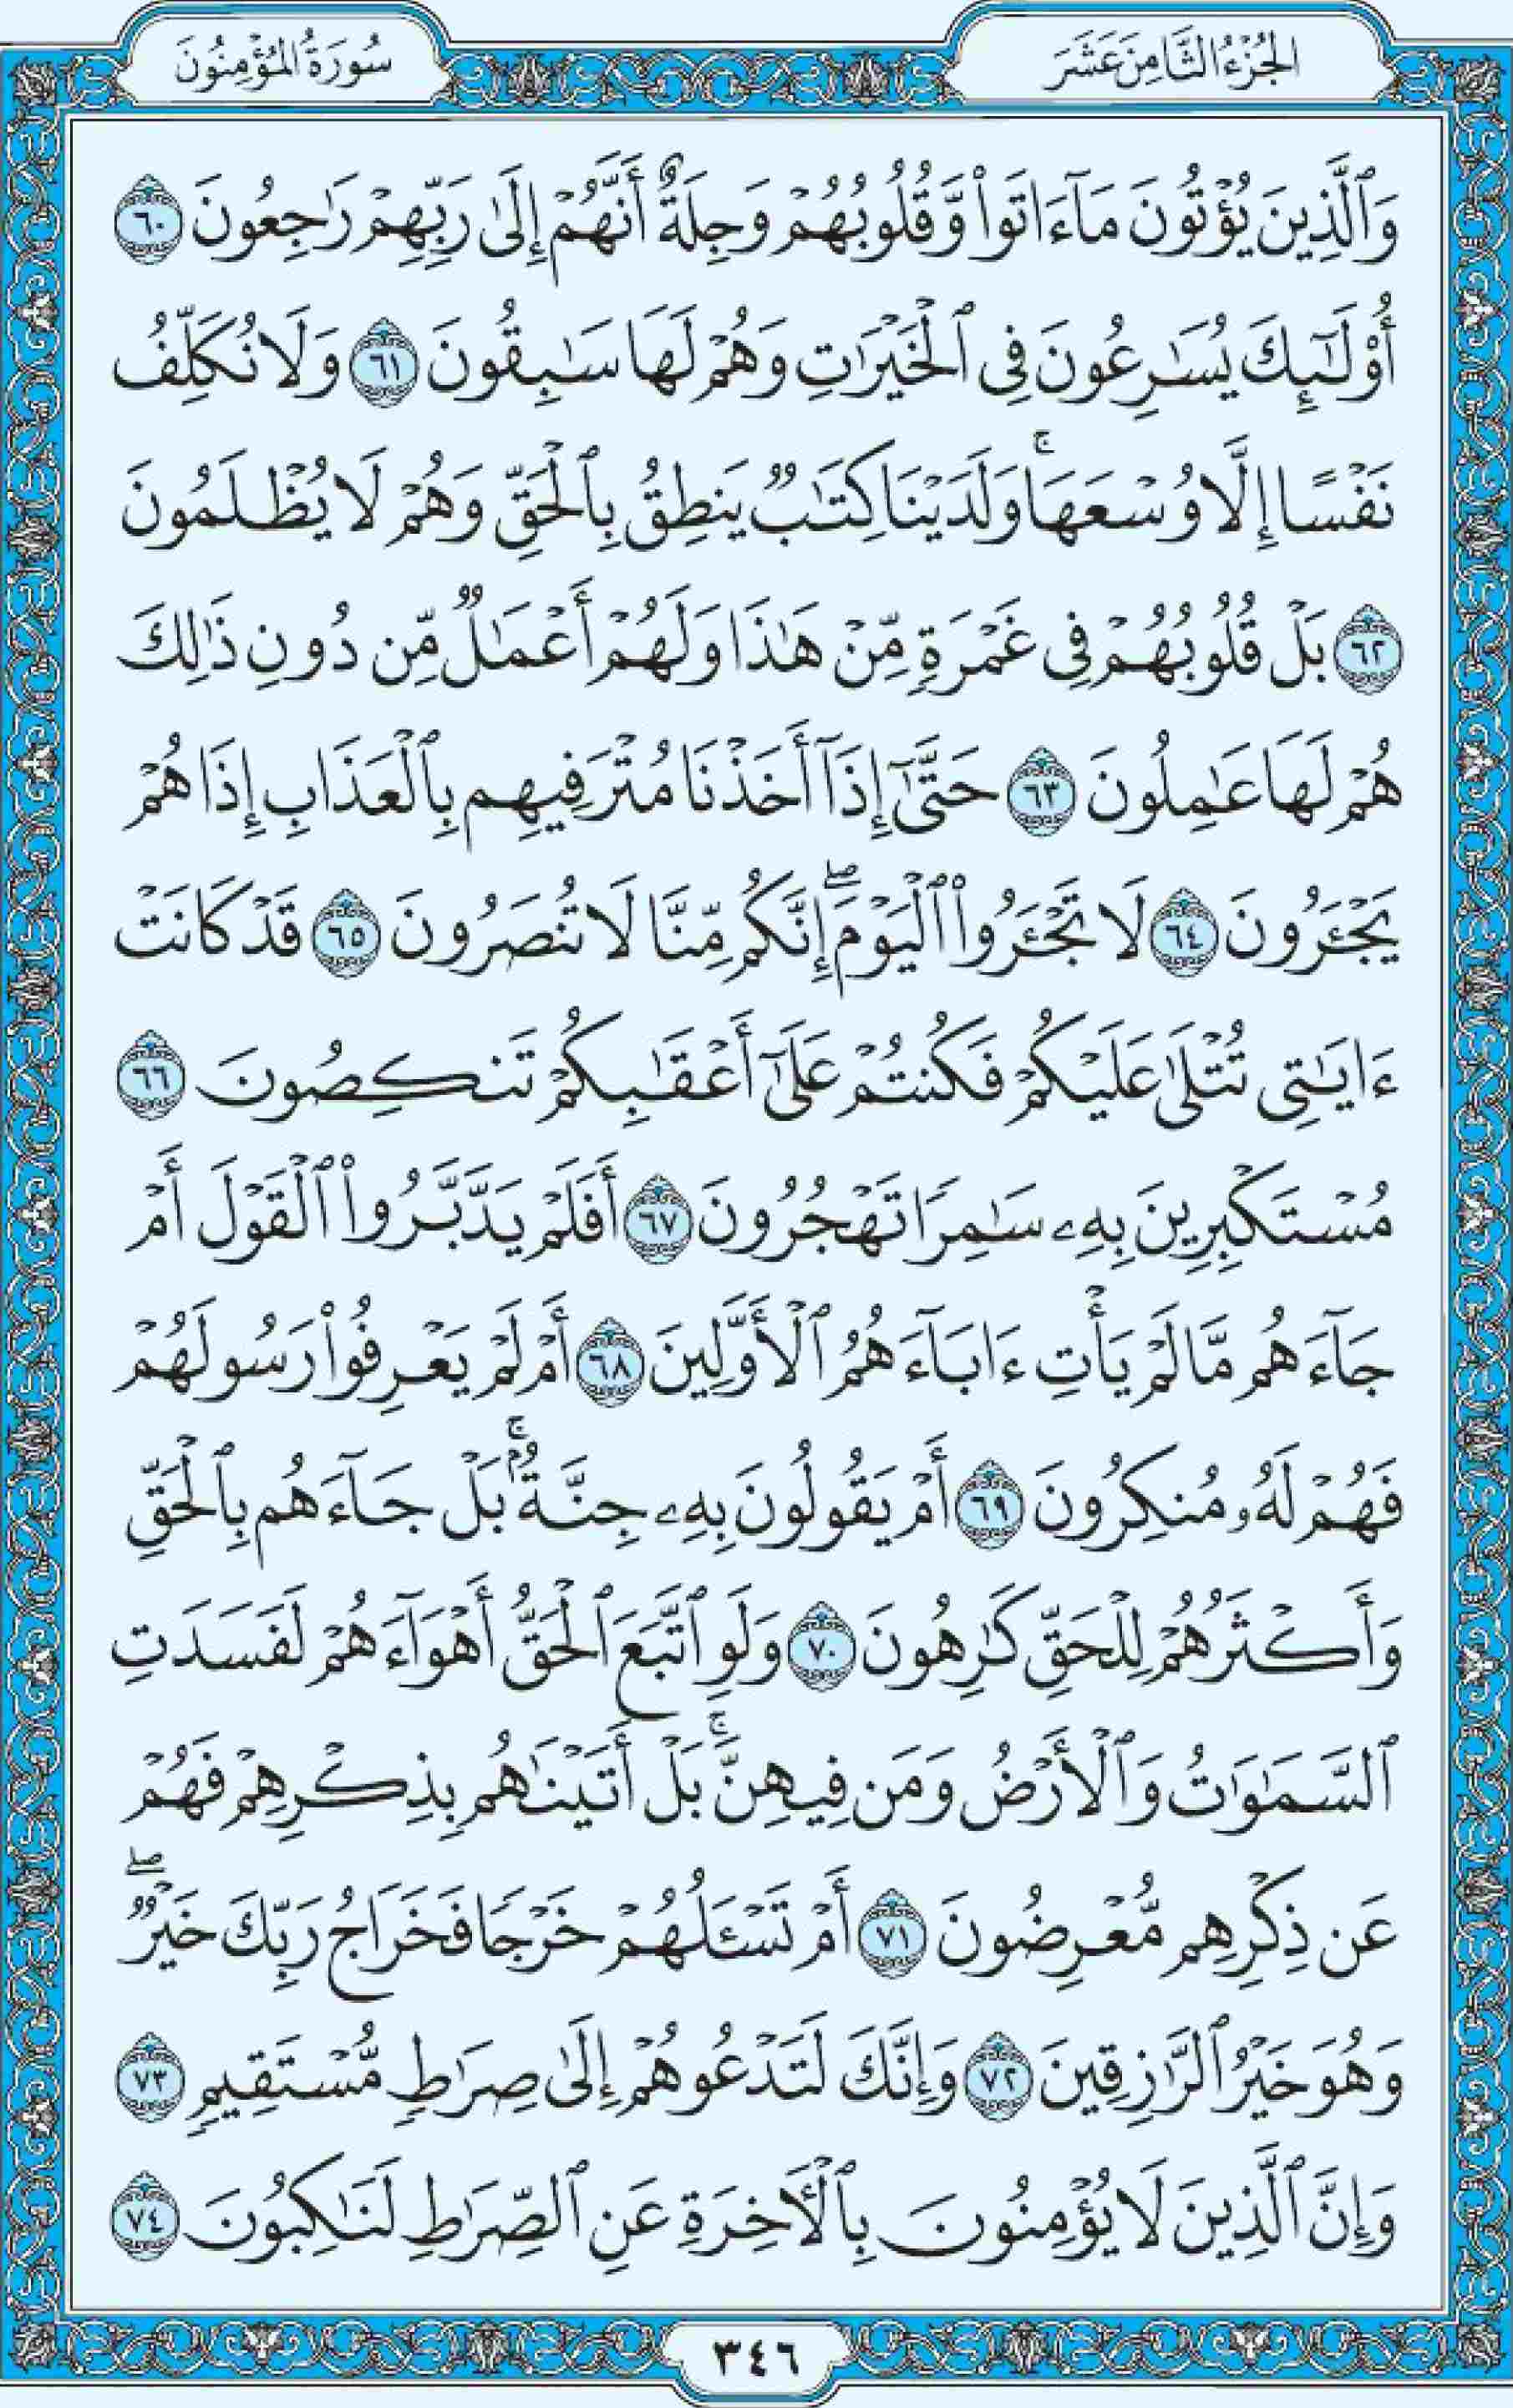 الجُزْءُ الثَّامِنَ عَشَرَ
سُورَةُ المُؤْمِنُونَ
وَٱلَّذِينَ يُؤْتُونَ مَآ ءَاتَوا۟ وَّقُلُوبُهُمْ وَجِلَةٌ أَنَّهُمْ إِلَىٰ رَبِّهِمْ رَٰجِعُونَ ٦٠
أُو۟لَـٰٓئِكَ يُسَـٰرِعُونَ فِى ٱلْخَيْرَٰتِ وَهُمْ لَهَا سَـٰبِقُونَ ٦١ وَلَا نُكَلِّفُ
نَفْسًا إِلَّا وُسْعَهَا ۚ وَلَدَيْنَا كِتَـٰبٌ يَنطِقُ بِٱلْحَقِّ وَهُمْ لَا يُظْلَمُونَ
٦٢ بَلْ قُلُوبُهُمْ فِى غَمْرَةٍ مِّنْ هَـٰذَا وَلَهُمْ أَعْمَـٰلٌ مِّن دُونِ ذَٰلِكَ
هُمْ لَهَا عَـٰمِلُونَ ٦٣ حَتَّىٰٓ إِذَآ أَخَذْنَا مُتْرَفِيهِم بِٱلْعَذَابِ إِذَا هُمْ
يَجْـَٔرُونَ ٦٤ لَا تَجْـَٔرُوا۟ ٱلْيَوْمَ ۖ إِنَّكُم مِّنَّا لَا تُنصَرُونَ ٦٥ قَدْ كَانَتْ
ءَايَـٰتِى تُتْلَىٰ عَلَيْكُمْ فَكُنتُمْ عَلَىٰٓ أَعْقَـٰبِكُمْ تَنكِصُونَ ٦٦
مُسْتَكْبِرِينَ بِهِۦ سَـٰمِرًا تَهْجُرُونَ ٦٧ أَفَلَمْ يَدَّبَّرُوا۟ ٱلْقَوْلَ أَمْ
جَآءَهُم مَّا لَمْ يَأْتِ ءَابَآءَهُمُ ٱلْأَوَّلِينَ ٦٨ أَمْ لَمْ يَعْرِفُوا۟ رَسُولَهُمْ
فَهُمْ لَهُۥ مُنكِرُونَ ٦٩ أَمْ يَقُولُونَ بِهِۦ جِنَّةٌۢ ۚ بَلْ جَآءَهُم بِٱلْحَقِّ
وَأَكْثَرُهُمْ لِلْحَقِّ كَـٰرِهُونَ ٧٠ وَلَوِ ٱتَّبَعَ ٱلْحَقُّ أَهْوَآءَهُمْ لَفَسَدَتِ
ٱلسَّمَـٰوَٰتُ وَٱلْأَرْضُ وَمَن فِيهِنَّ ۚ بَلْ أَتَيْنَـٰهُم بِذِكْرِهِمْ فَهُمْ
عَن ذِكْرِهِم مُّعْرِضُونَ ٧١ أَمْ تَسْـَٔلُهُمْ خَرْجًا فَخَرَاجُ رَبِّكَ خَيْرٌ ۖ
وَهُوَ خَيْرُ ٱلرَّٰزِقِينَ ٧٢ وَإِنَّكَ لَتَدْعُوهُمْ إِلَىٰ صِرَٰطٍ مُّسْتَقِيمٍ ٧٣
وَإِنَّ ٱلَّذِينَ لَا يُؤْمِنُونَ بِٱلْـَٔاخِرَةِ عَنِ ٱلصِّرَٰطِ لَنَـٰكِبُونَ ٧٤
٣٤٦